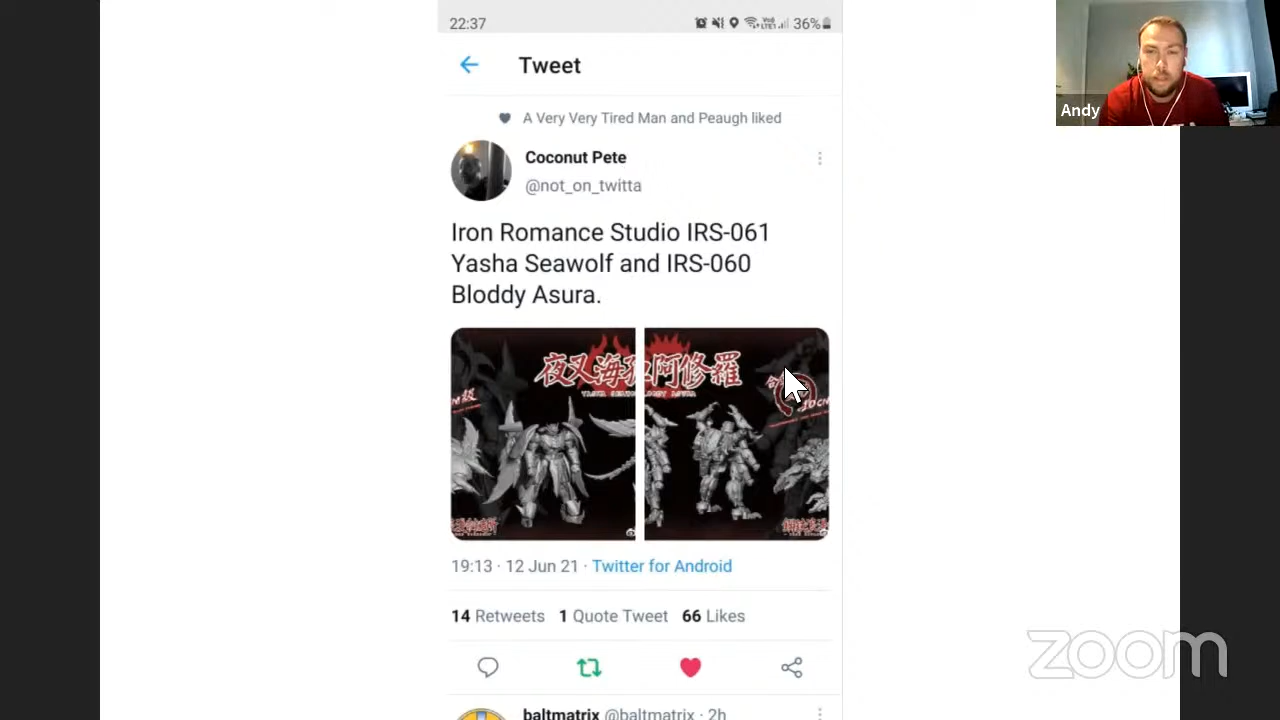 22:37
36%
Tweet
Andy
A Very Very Tired Man and Peaugh liked
Coconut Pete
@not_on_twitta
Iron Romance Studio IRS-061
Yasha Seawolf and IRS-060
Bloddy Asura.
夜叉海 阿修羅
19:13 · 12 Jun 21 · Twitter for Android
14 Retweets 1 Quote Tweet 66 Likes
zoom
baltmatrix @baltmatrix · 2h